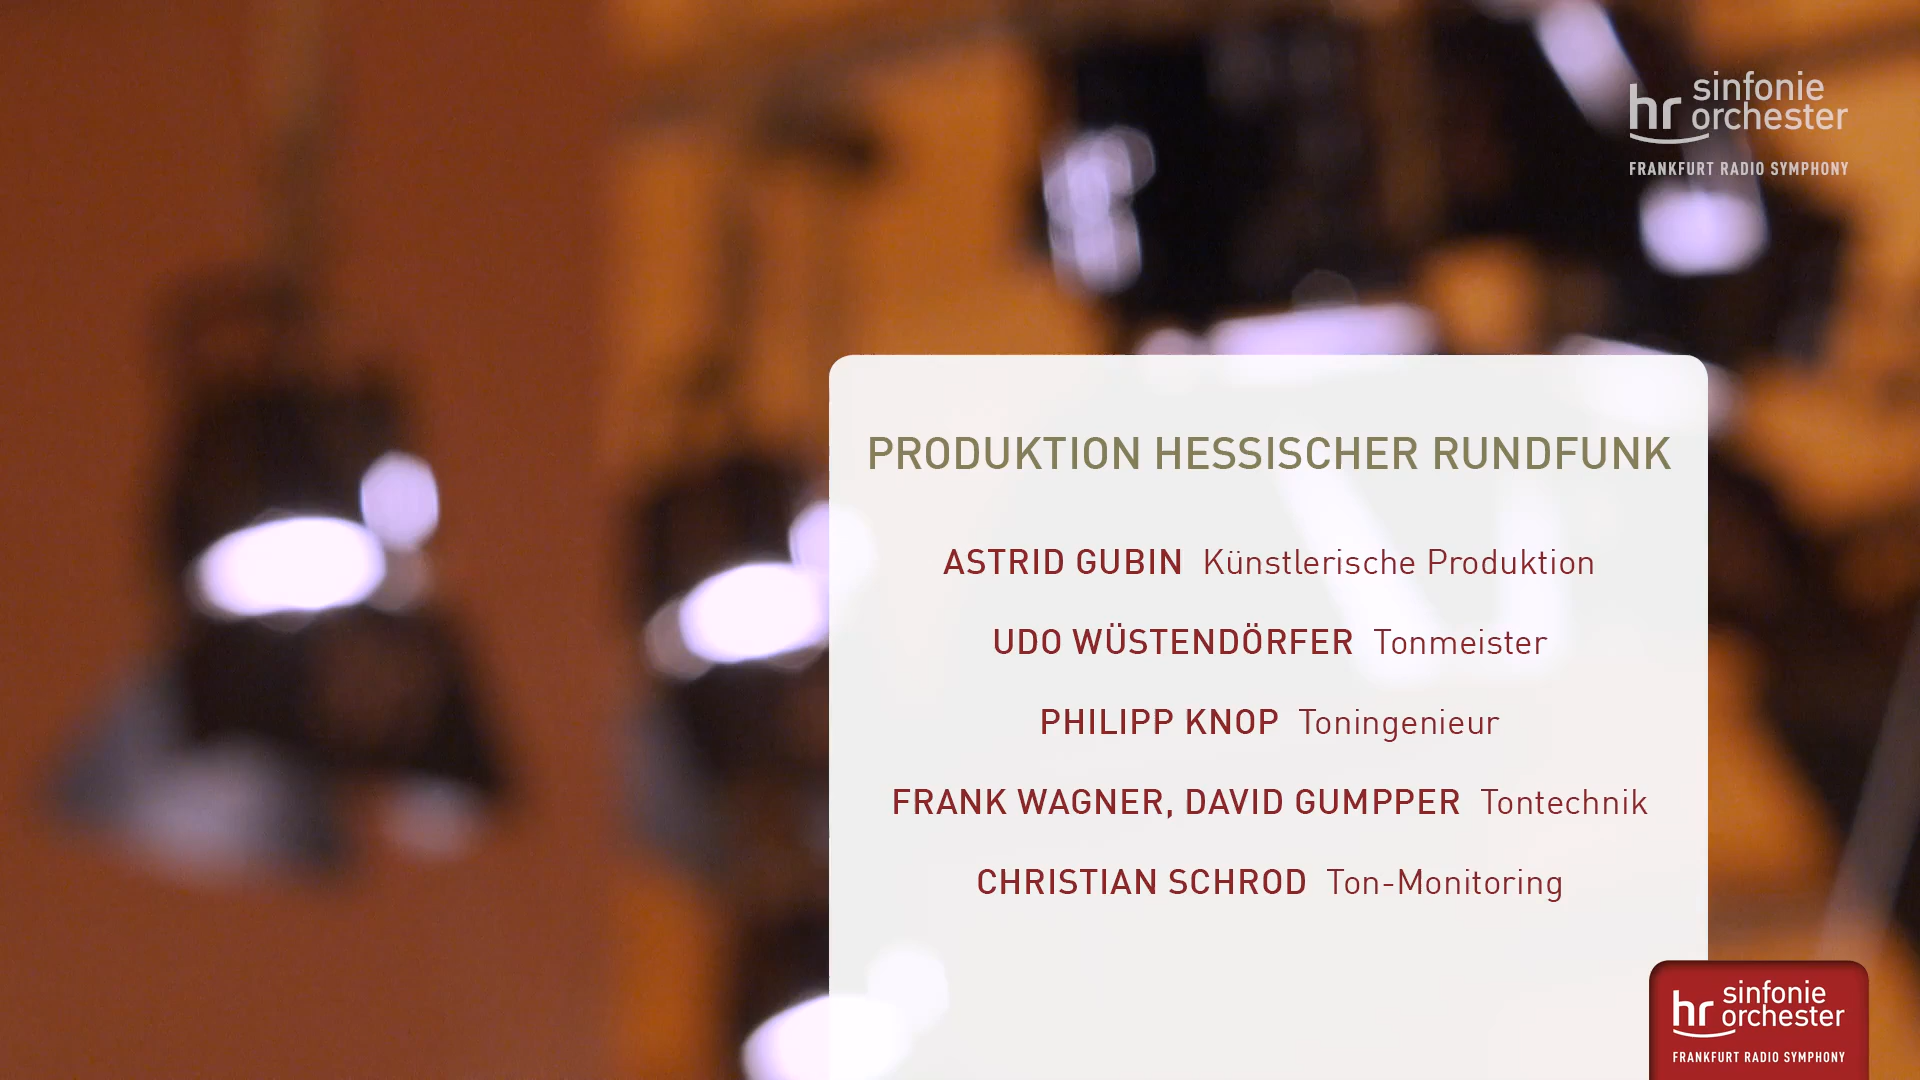 hr sinfonie
orchester
FRANKFURT RADIO SYMPHONY
PRODUKTION HESSISCHER RUNDFUNK
ASTRID GUBIN Künstlerische Produktion
UDO WÜSTENDÖRFER Tonmeister
PHILIPP KNOP Toningenieur
FRANK WAGNER, DAVID GUMPPER Tontechnik
CHRISTIAN SCHROD Ton-Monitoring
hr sinfonie
orchester
FRANKFURT RADIO SYMPHONY